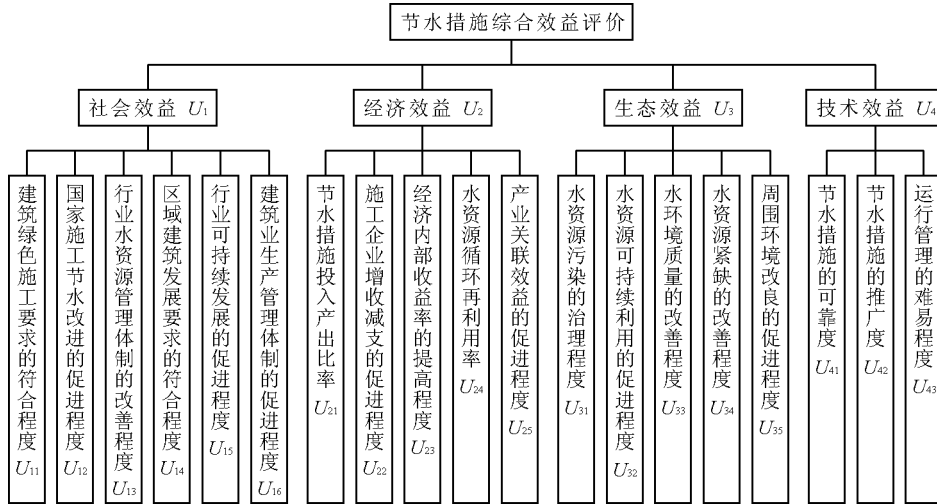 节水措施综合效益评价
社会效益 U1
经济效益 U2
生态效益 U3
技术效益 U4
建筑绿色施工要求的符合程度 U11
国家施工节水改进的促进程度 U12
行业水资源管理体制的改善程度 U13
区域建筑发展要求的符合程度 U14
行业可持续发展的促进程度 U15
建筑业生产管理体制的促进程度 U16
节水措施投入产出比率 U21
施工企业增收减支的促进程度 U22
经济内部收益率的提高程度 U23
水资源循环再利用率 U24
产业关联效益的促进程度 U25
水资源污染的治理程度 U31
水资源可持续利用的促进程度 U32
水环境质量的改善程度 U33
水资源紧缺的改善程度 U34
周围环境改良的促进程度 U35
节水措施的可靠度 U41
节水措施的推广度 U42
运行管理的难易程度 U43